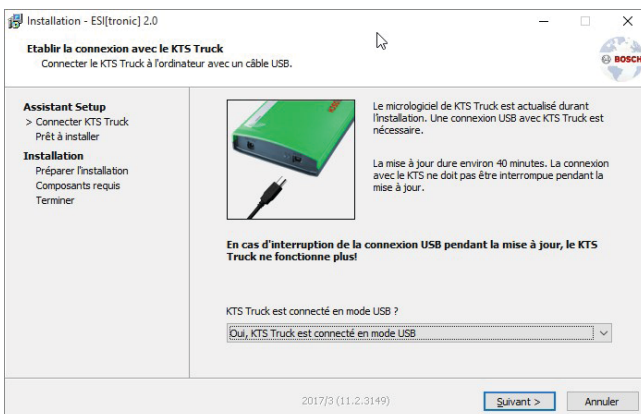 Installation - ESI[tronic] 2.0
Etablir la connexion avec le KTS Truck
Connecter le KTS Truck à l'ordinateur avec un câble USB.
BOSCH
Assistant Setup
> Connecter KTS Truck
Prêt à installer
Installation
Préparer l'installation
Composants requis
Terminer
Le micrologiciel de KTS Truck est actualisé durant
l'installation. Une connexion USB avec KTS Truck est
nécessaire.
La mise à jour dure environ 40 minutes. La connexion
avec le KTS ne doit pas être interrompue pendant la
mise à jour.
En cas d'interruption de la connexion USB pendant la mise à jour, le KTS
Truck ne fonctionne plus!
KTS Truck est connecté en mode USB ?
Oui, KTS Truck est connecté en mode USB
2017/3 (11.2.3149)
Suivant >
Annuler